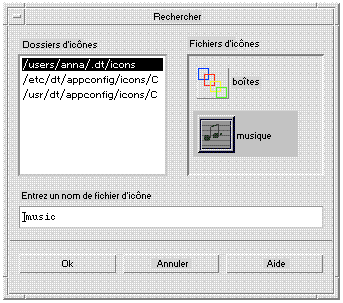 Rechercher
Dossiers d'icônes
/users/anna/.dt/icons
/etc/dt/appconfig/icons/C
/usr/dt/appconfig/icons/C
Fichiers d'icônes
boîtes
musique
Entrez un nom de fichier d'icône
music
Ok
Annuler
Aide